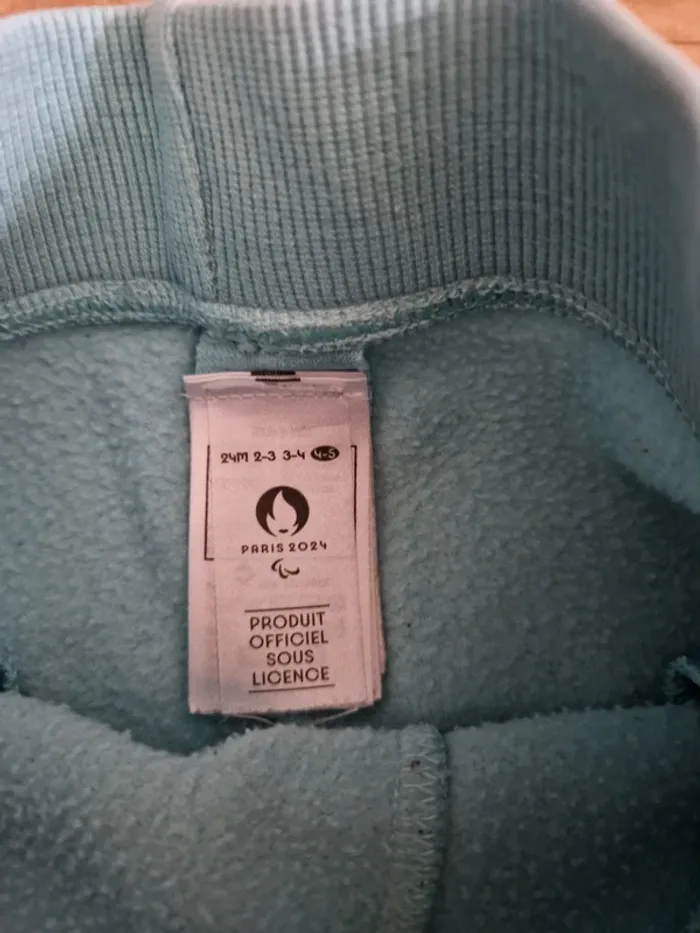 24M 2-3 3-4 4-5
PARIS 2024
PRODUIT
OFFICIEL
SOUS
LICENCE